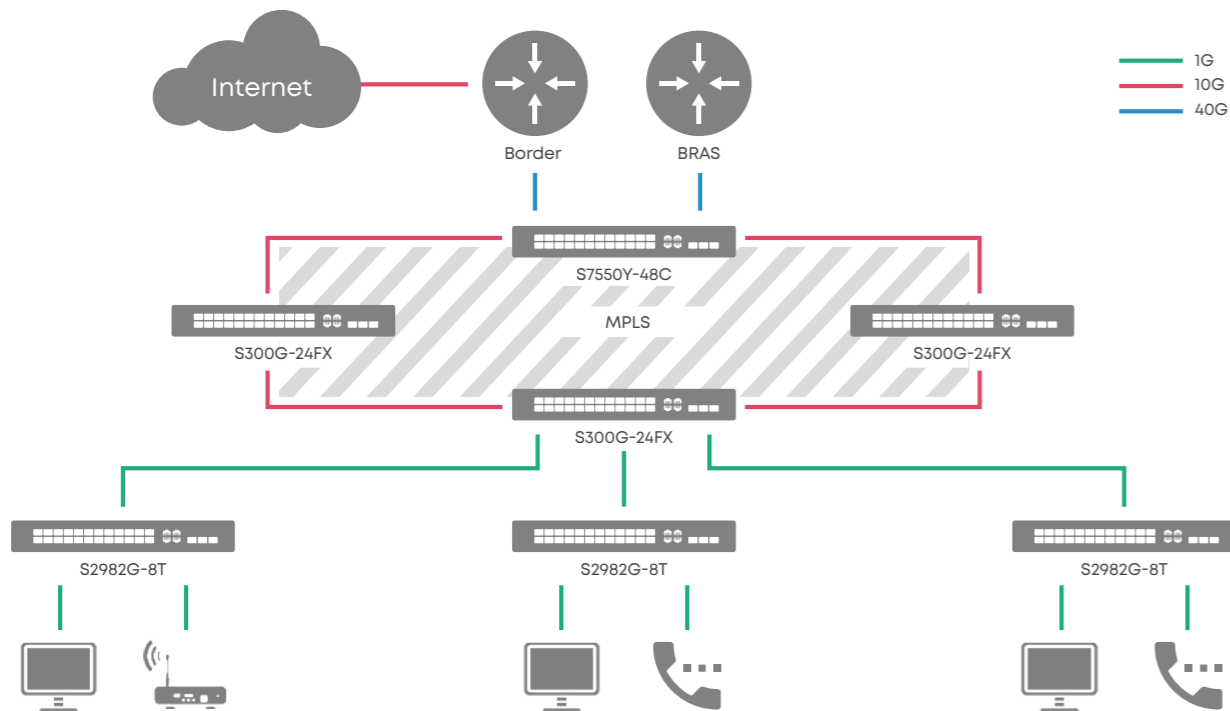 Internet
1G
10G
40G
Border
BRAS
S7550Y-48C
MPLS
S300G-24FX
S300G-24FX
S300G-24FX
S2982G-8T
S2982G-8T
S2982G-8T